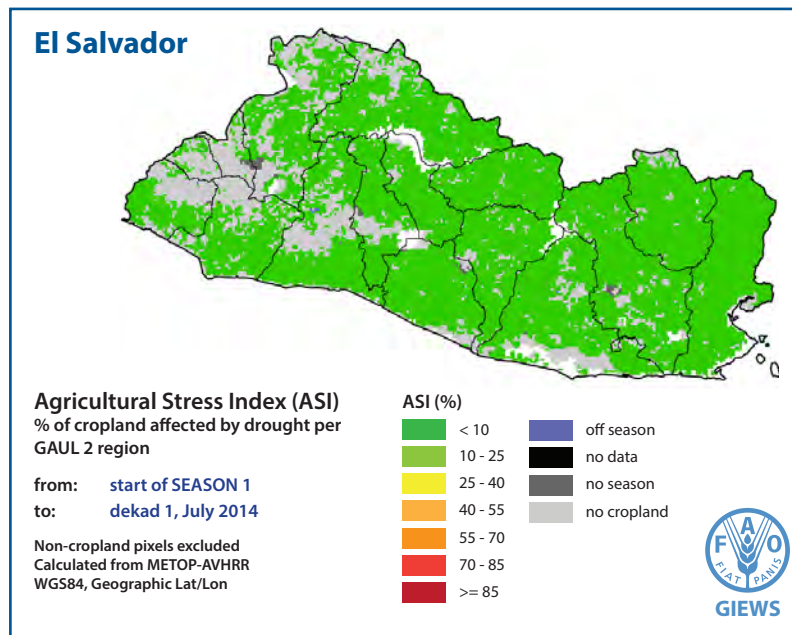 El Salvador
Agricultural Stress Index (ASI)
% of cropland affected by drought per
GAUL 2 region
from: start of SEASON 1
to: dekad 1, July 2014
Non-cropland pixels excluded
Calculated from METOP-AVHRR
WGS84, Geographic Lat/Lon
ASI (%)
< 10
10 - 25
25 - 40
40 - 55
55 - 70
70 - 85
>= 85
off season
no data
no season
no cropland
F A O
FIAT PANIS
GIEWS